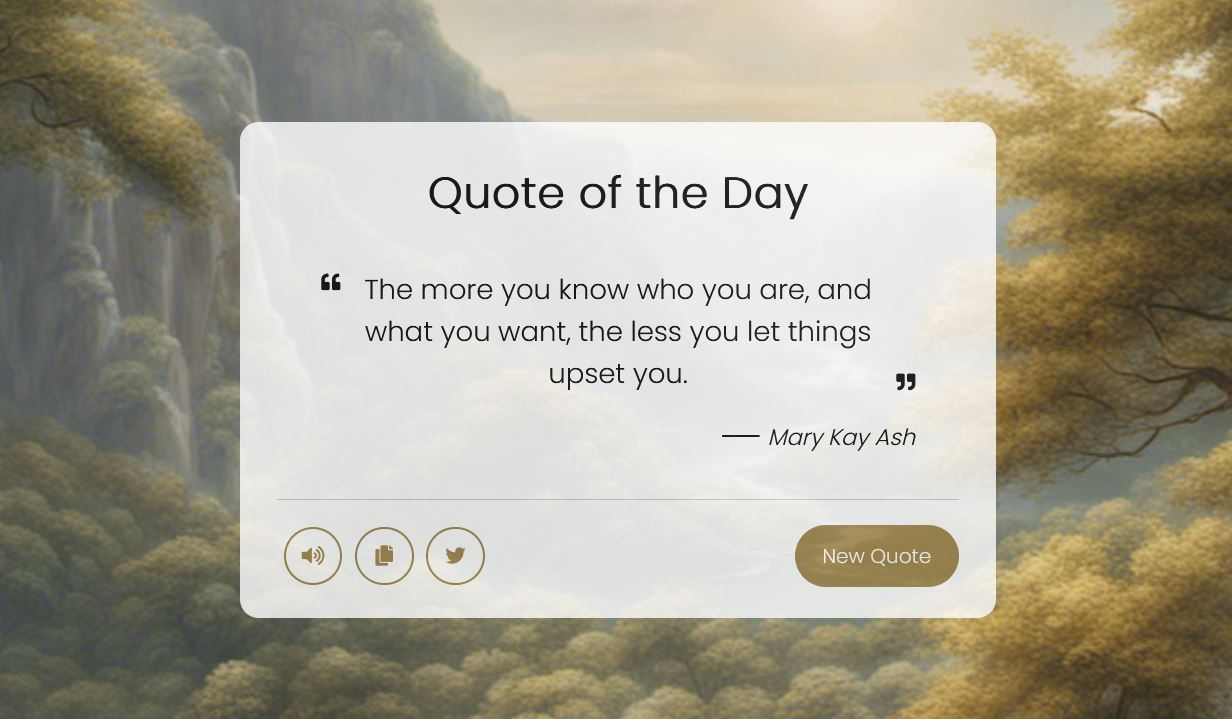 Quote of the Day
“ The more you know who you are, and
what you want, the less you let things
upset you. ”
— Mary Kay Ash
New Quote